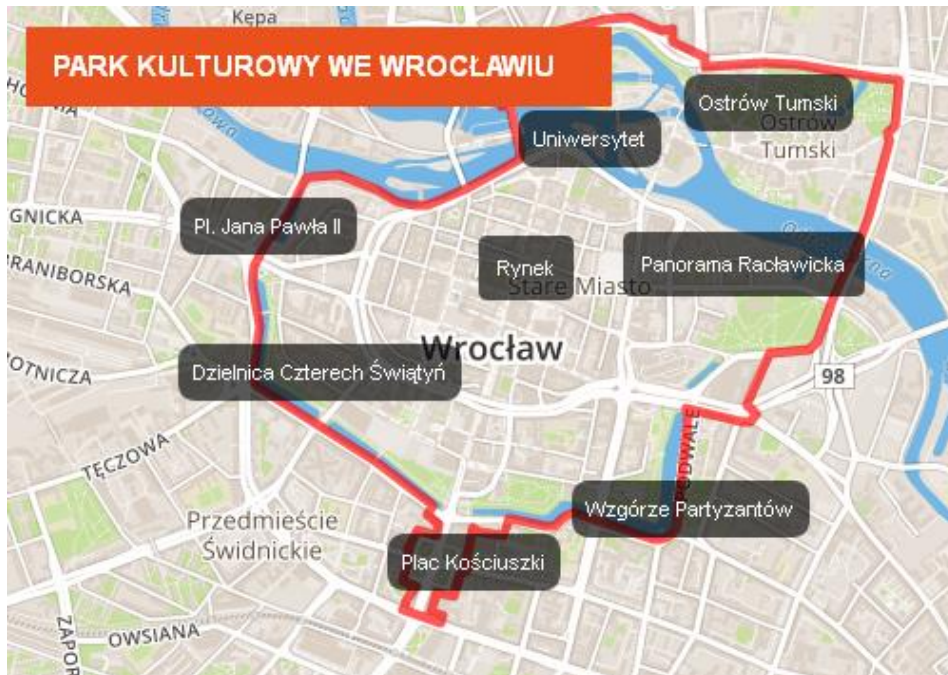 Kępa
PARK KULTUROWY WE WROCŁAWIU
Ostrów Tumski
Ostrów
Tumski
Uniwersytet
GNICKA
Pl. Jana Pawła II
RANIBORSKA
Rynek
Panorama Racławicka
Stare Miasto
Wrocław
OTNICZA
Dzielnica Czterech Świątyń
98
TĘCZOWA
PODWALE
Przedmieście
Świdnickie
Wzgórze Partyzantów
Plac Kościuszki
OWSIANA
ZAPOR